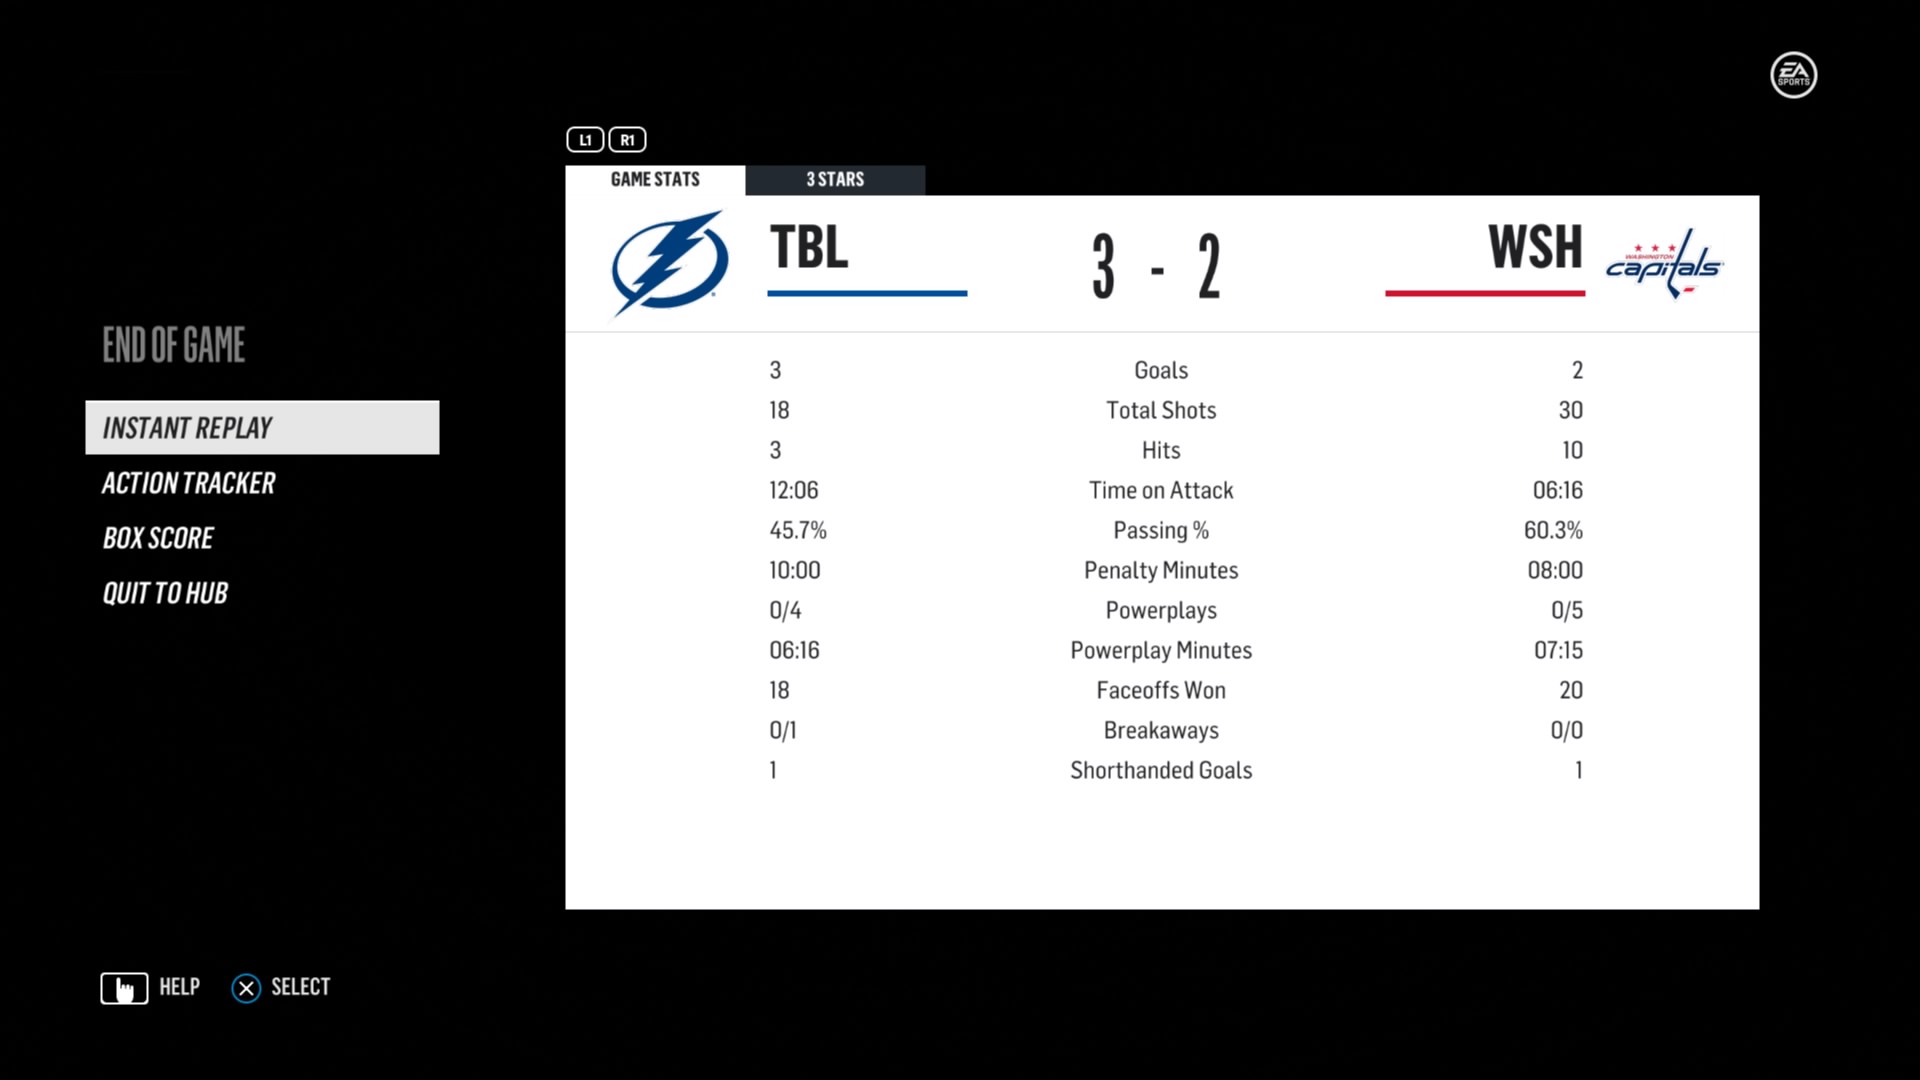 EA
SPORTS
L1 R1
GAME STATS 3 STARS
TBL 3 - 2 WSH
WASHINGTON
capitals
END OF GAME
INSTANT REPLAY
ACTION TRACKER
BOX SCORE
QUIT TO HUB
3 Goals 2
18 Total Shots 30
3 Hits 10
12:06 Time on Attack 06:16
45.7% Passing % 60.3%
10:00 Penalty Minutes 08:00
0/4 Powerplays 0/5
06:16 Powerplay Minutes 07:15
18 Faceoffs Won 20
0/1 Breakaways 0/0
1 Shorthanded Goals 1
HELP SELECT